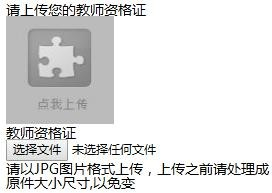 请上传您的教师资格证
点我上传
教师资格证
选择文件 未选择任何文件
请以JPG图片格式上传，上传之前请处理成
原件大小尺寸,以免变